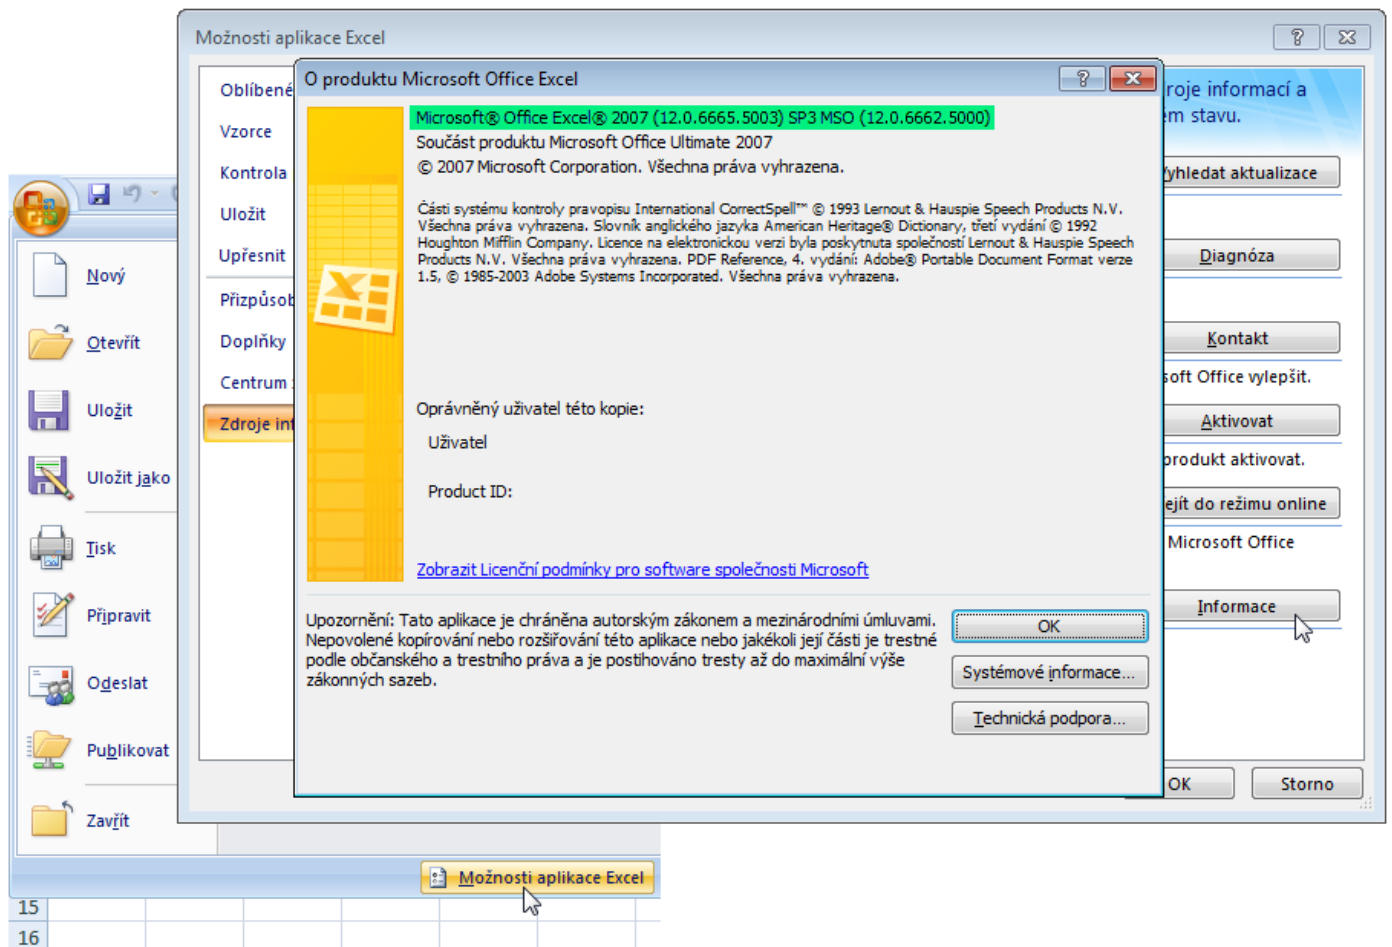 Možnosti aplikace Excel
Oblíbené
Vzorce
Kontrola
Uložit
Upřesnit
Přizpůsob
Doplňky
Centrum
Zdroje inf
O produktu Microsoft Office Excel
Microsoft® Office Excel® 2007 (12.0.6665.5003) SP3 MSO (12.0.6662.5000)
Součást produktu Microsoft Office Ultimate 2007
© 2007 Microsoft Corporation. Všechna práva vyhrazena.
Části systému kontroly pravopisu International CorrectSpell™ © 1993 Lernout & Hauspie Speech Products N.V.
Všechna práva vyhrazena. Slovník anglického jazyka American Heritage® Dictionary, třetí vydání © 1992
Houghton Mifflin Company. Licence na elektronickou verzi byla poskytnuta společností Lernout & Hauspie Speech
Products N.V. Všechna práva vyhrazena. PDF Reference, 4. vydání: Adobe® Portable Document Format verze
1.5, © 1985-2003 Adobe Systems Incorporated. Všechna práva vyhrazena.
Oprávněný uživatel této kopie:
Uživatel
Product ID:
Zobrazit Licenční podmínky pro software společnosti Microsoft
Upozornění: Tato aplikace je chráněna autorským zákonem a mezinárodními úmluvami.
Nepovolené kopírování nebo rozšiřování této aplikace nebo jakékoli její části je trestné
podle občanského a trestního práva a je postihováno tresty až do maximální výše
zákonných sazeb.
OK
Systémové informace...
Technická podpora...
roje informací a
em stavu.
yhledat aktualizace
Diagnóza
Kontakt
soft Office vylepšit.
Aktivovat
produkt aktivovat.
ejít do režimu online
Microsoft Office
Informace
OK
Storno
Nový
Otevřít
Uložit
Uložit jako
Tisk
Připravit
Odeslat
Publikovat
Zavřít
Možnosti aplikace Excel
15
16